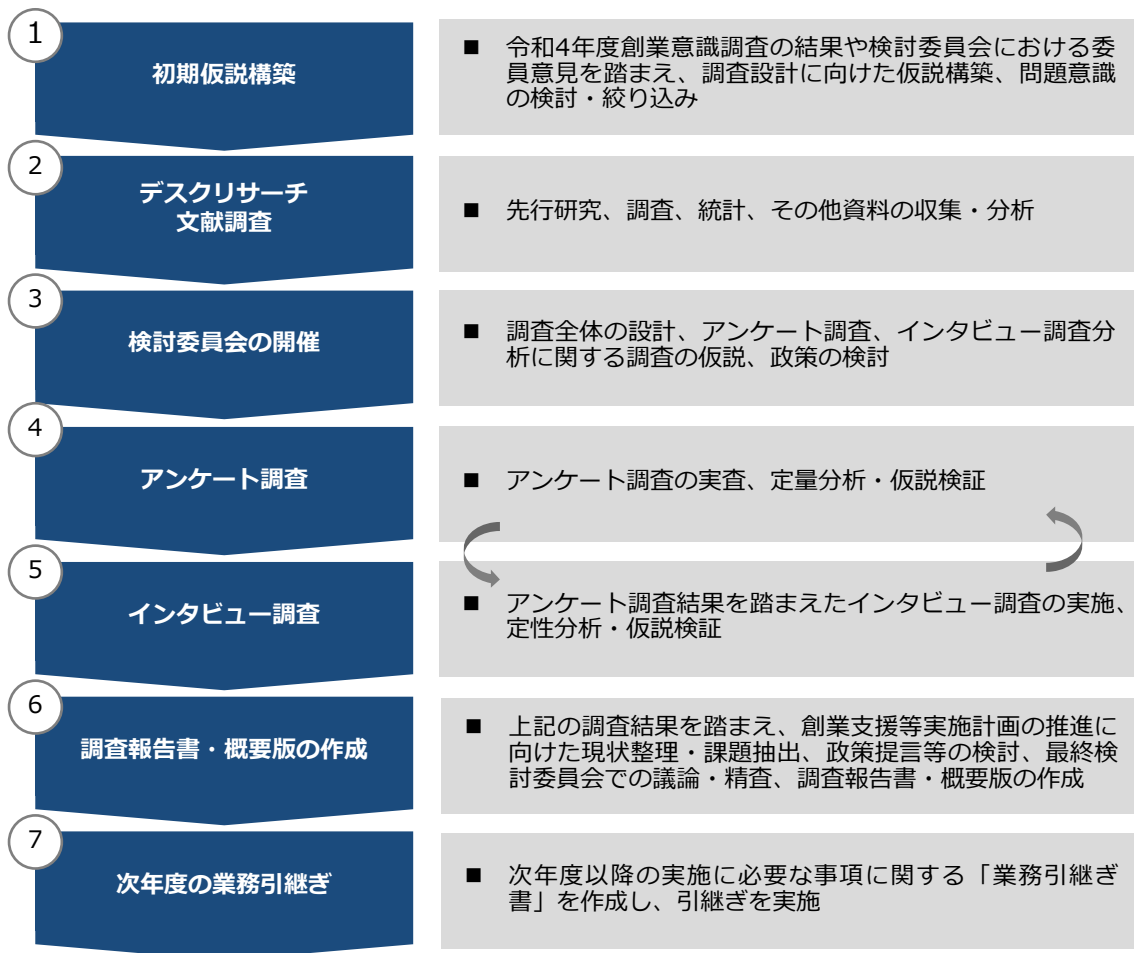 1
初期仮説構築
■ 令和4年度創業意識調査の結果や検討委員会における委
員意見を踏まえ、調査設計に向けた仮説構築、問題意識
の検討・絞り込み
2
デスクリサーチ
文献調査
■ 先行研究、調査、統計、その他資料の収集・分析
3
検討委員会の開催
■ 調査全体の設計、アンケート調査、インタビュー調査分
析に関する調査の仮説、政策の検討
4
アンケート調査
■ アンケート調査の実査、定量分析・仮説検証
5
インタビュー調査
■ アンケート調査結果を踏まえたインタビュー調査の実施、
定性分析・仮説検証
6
調査報告書・概要版の作成
■ 上記の調査結果を踏まえ、創業支援等実施計画の推進に
向けた現状整理・課題抽出、政策提言等の検討、最終検
討委員会での議論・精査、調査報告書・概要版の作成
7
次年度の業務引継ぎ
■ 次年度以降の実施に必要な事項に関する「業務引継ぎ
書」を作成し、引継ぎを実施